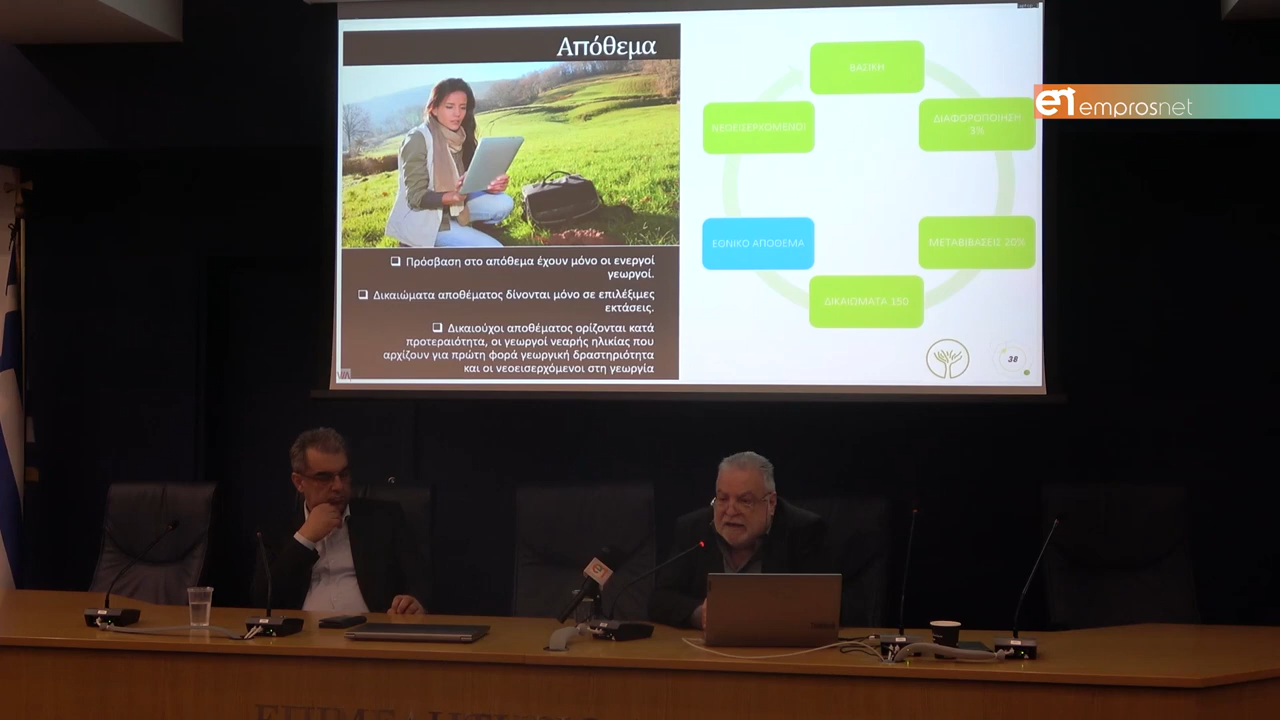 Απόθεμα
❑ Πρόσβαση στο απόθεμα έχουν μόνο οι ενεργοί
γεωργοί.
❑ Δικαιώματα αποθέματος δίνονται μόνο σε επιλέξιμες
εκτάσεις.
❑ Δικαιούχοι αποθέματος ορίζονται κατά
προτεραιότητα, οι γεωργοί νεαρής ηλικίας που
αρχίζουν για πρώτη φορά γεωργική δραστηριότητα
και οι νεοεισερχόμενοι στη γεωργία
ΒΑΣΙΚΗ
ΔΙΑΦΟΡΟΠΟΙΗΣΗ
3%
ΜΕΤΑΒΙΒΑΣΕΙΣ 20%
ΔΙΚΑΙΩΜΑΤΑ 150
ΕΘΝΙΚΟ ΑΠΟΘΕΜΑ
ΝΕΟΕΙΣΕΡΧΟΜΕΝΟΙ
38
emprosnet